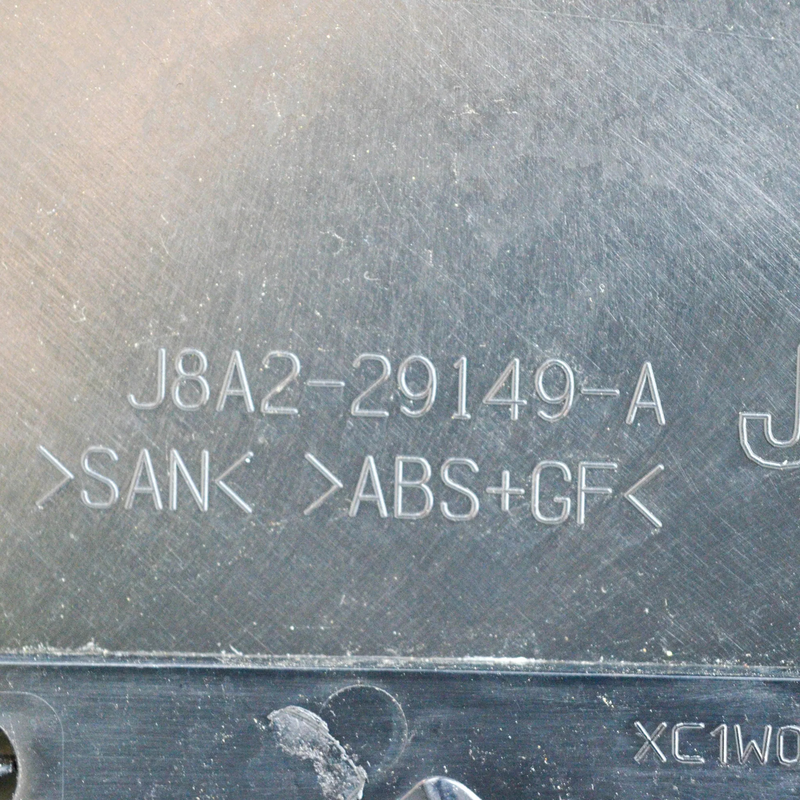 J8A2-29149-A
J
>SAN< >ABS+GF<
XC1W0